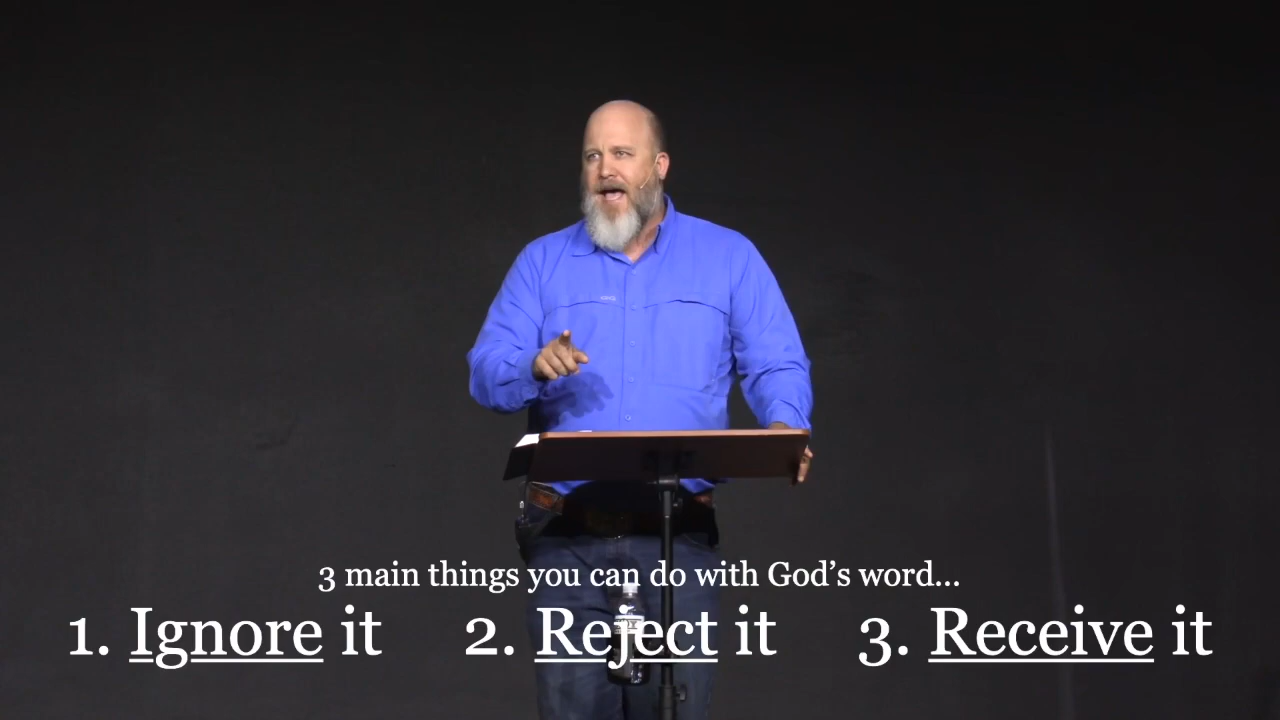 3 main things you can do with God’s word...
1. Ignore it 2. Reject it 3. Receive it